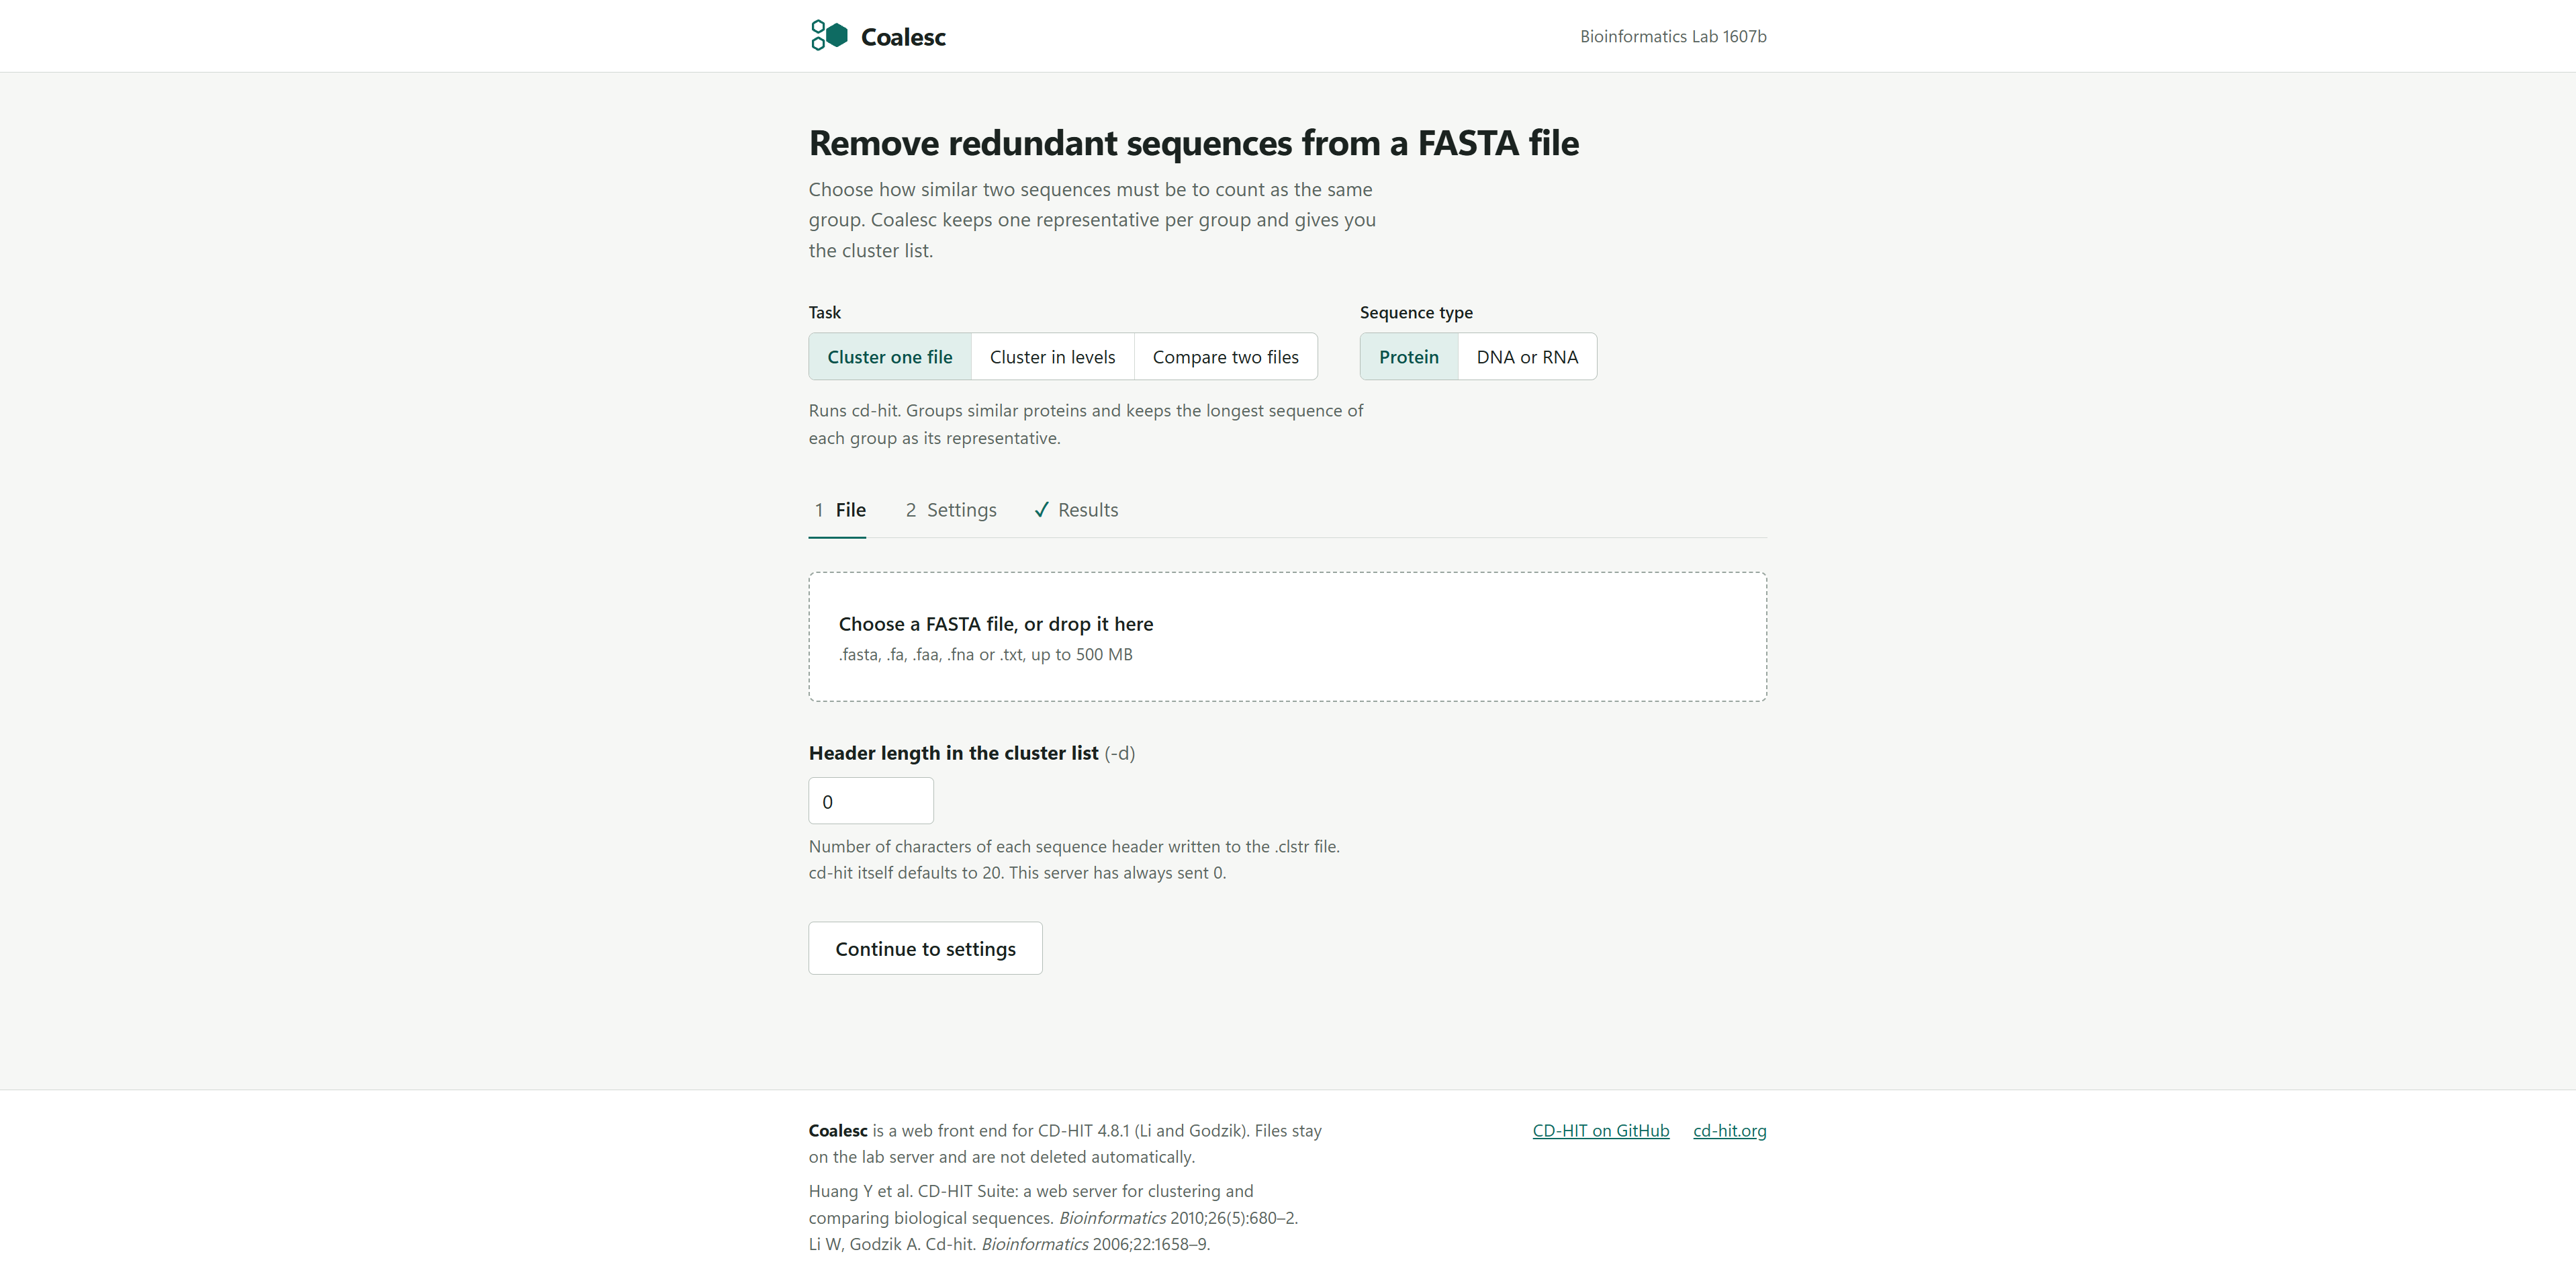 Coalesc
Bioinformatics Lab 1607b
Remove redundant sequences from a FASTA file
Choose how similar two sequences must be to count as the same
group. Coalesc keeps one representative per group and gives you
the cluster list.
Task
Sequence type
Cluster one file
Cluster in levels
Compare two files
Protein
DNA or RNA
Runs cd-hit. Groups similar proteins and keeps the longest sequence of
each group as its representative.
1 File
2 Settings
✓ Results
Choose a FASTA file, or drop it here
.fasta, .fa, .faa, .fna or .txt, up to 500 MB
Header length in the cluster list (-d)
0
Number of characters of each sequence header written to the .clstr file.
cd-hit itself defaults to 20. This server has always sent 0.
Continue to settings
Coalesc is a web front end for CD-HIT 4.8.1 (Li and Godzik). Files stay
on the lab server and are not deleted automatically.
CD-HIT on GitHub
cd-hit.org
Huang Y et al. CD-HIT Suite: a web server for clustering and
comparing biological sequences. Bioinformatics 2010;26(5):680–2.
Li W, Godzik A. Cd-hit. Bioinformatics 2006;22:1658–9.